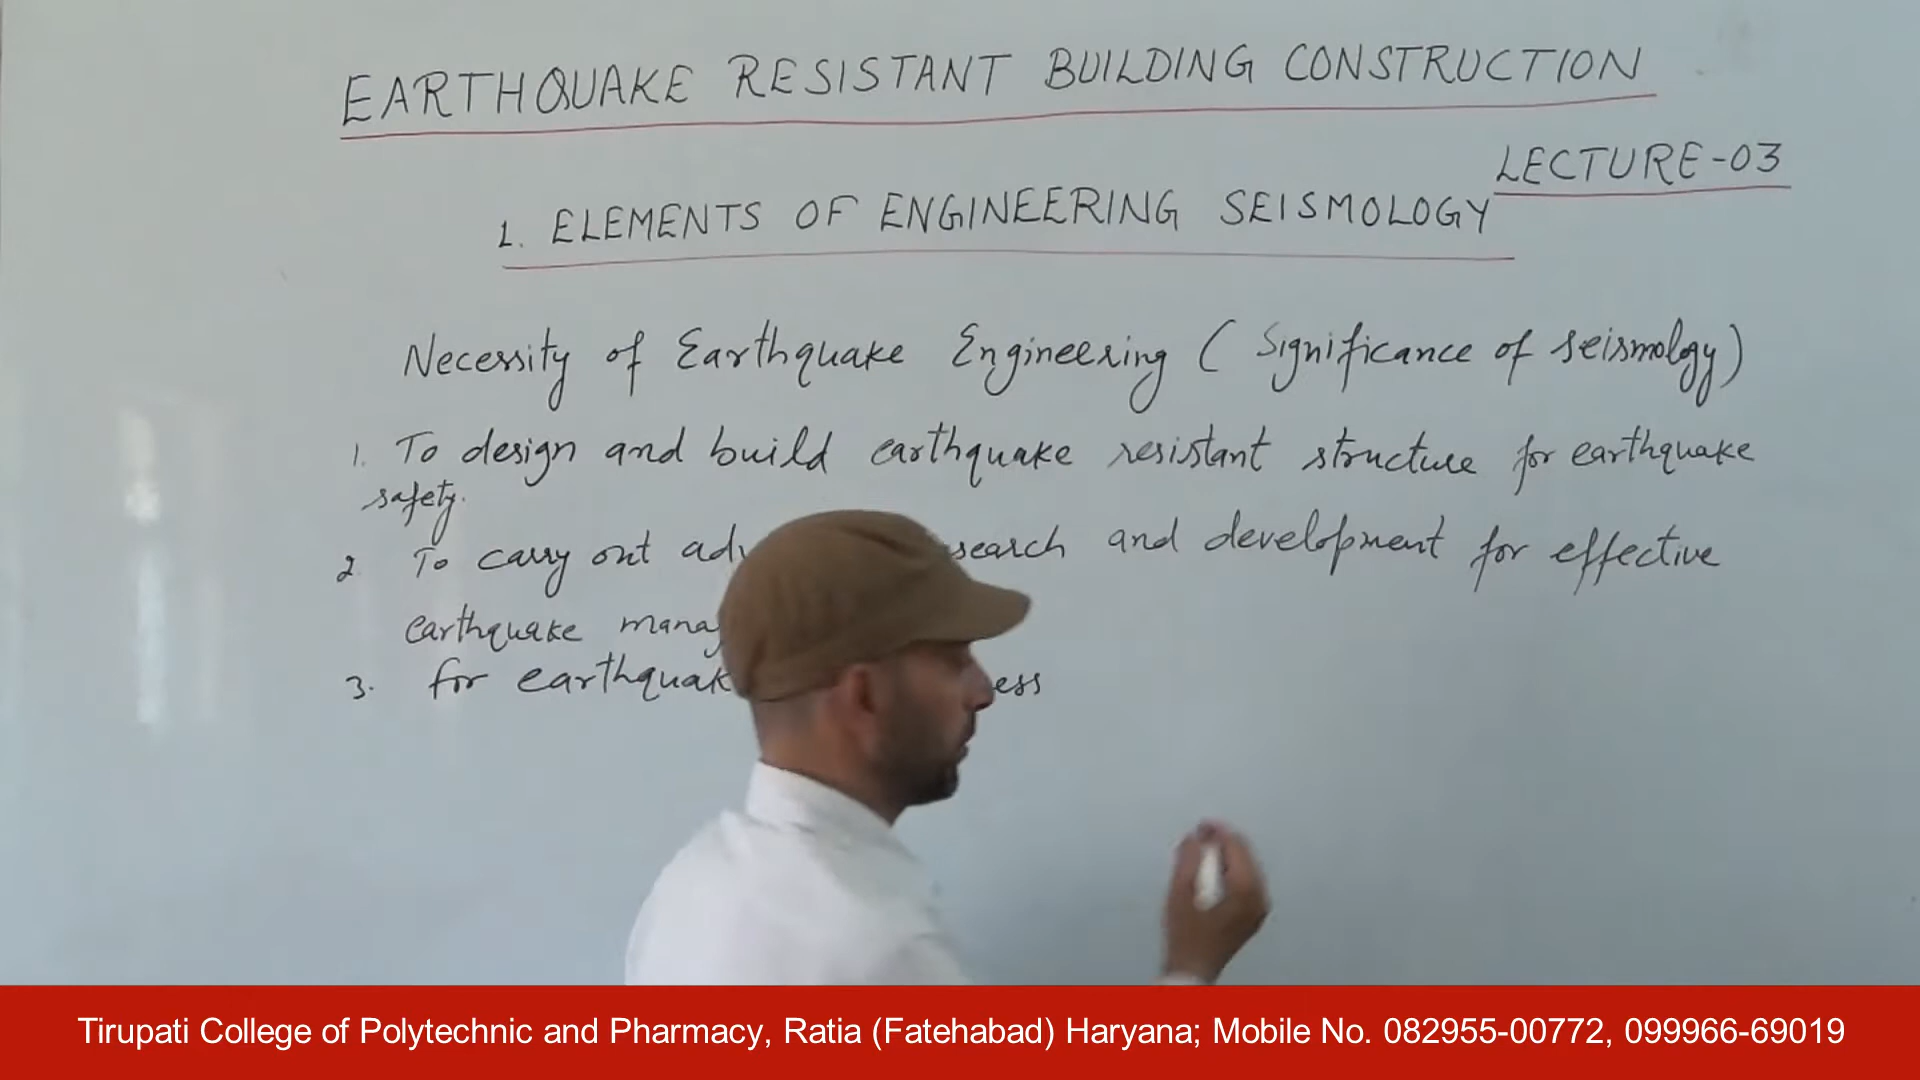 EARTHQUAKE RESISTANT BUILDING CONSTRUCTION
LECTURE-03
1. ELEMENTS OF ENGINEERING SEISMOLOGY
Necessity of Earthquake Engineering (Significance of seismology)
1. To design and build earthquake resistant structure for earthquake
safety.
2. To carry out and development for effective
earthquake
3. for
Tirupati College of Polytechnic and Pharmacy, Ratia (Fatehabad) Haryana; Mobile No. 082955-00772, 099966-69019